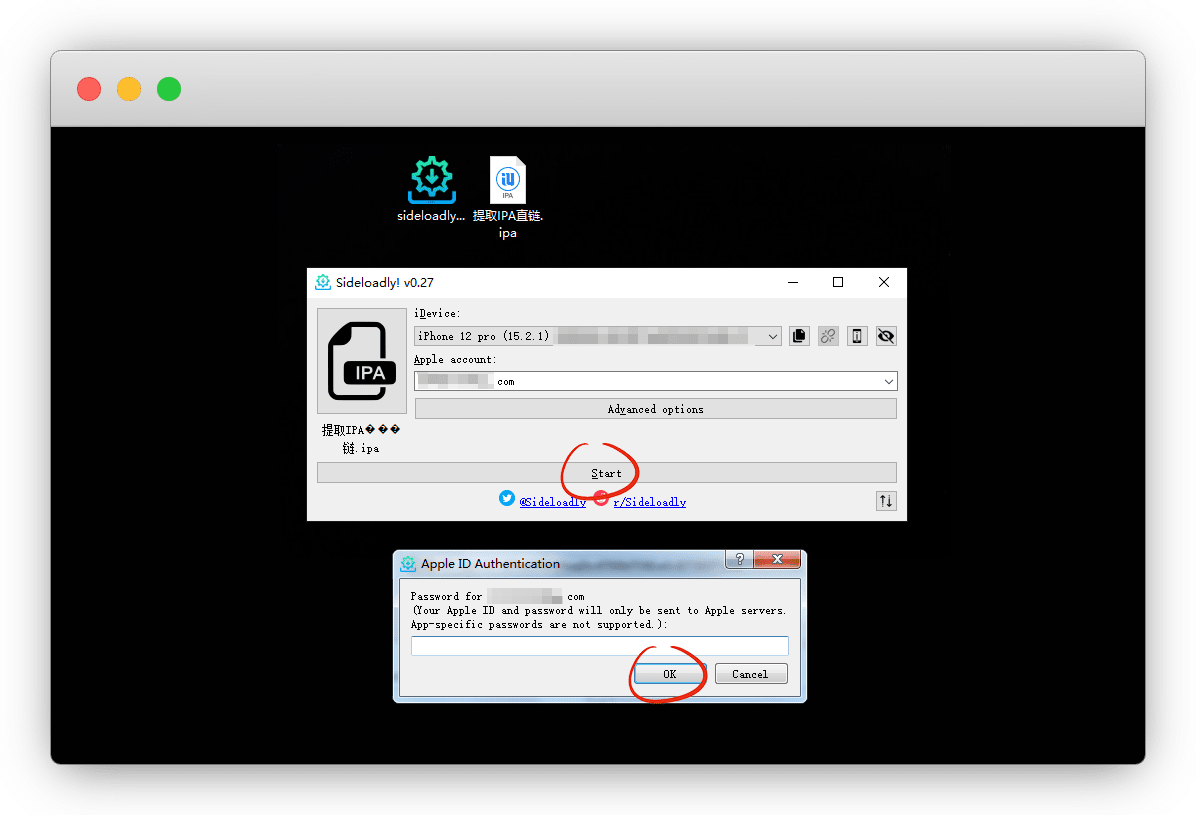 iU
IPA
sideloadly...
提取IPA直链.
ipa
Sideloadly! v0.27
iDevice:
iPhone 12 pro (15.2.1)
Apple account:
com
IPA
Advanced options
提取IPA���
链.ipa
Start
@Sideloadly r/Sideloadly
Apple ID Authentication
?
Password for com
(Your Apple ID and password will only be sent to Apple servers.
App-specific passwords are not supported.):
OK
Cancel